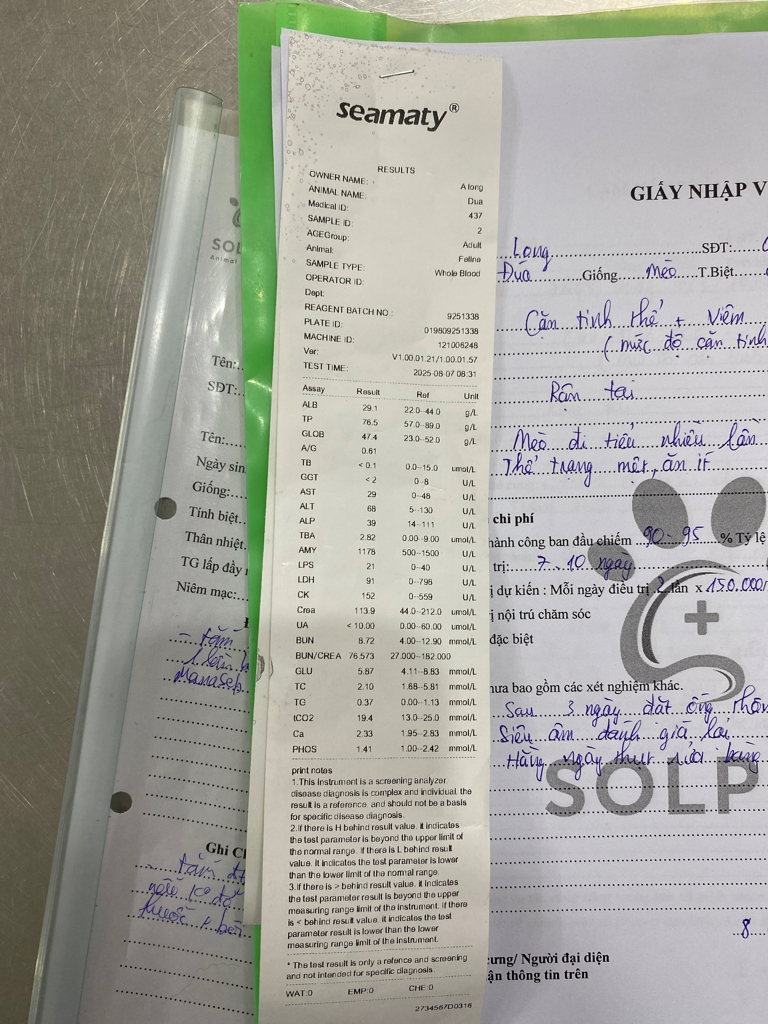 seamaty®
RESULTS
OWNER NAME: A long
ANIMAL NAME: Dua
Medical ID: 437
SAMPLE ID: 2
AGEGroup: Adult
Animal: Feline
SAMPLE TYPE: Whole Blood
OPERATOR ID:
Dept:
REAGENT BATCH NO.: 9251338
PLATE ID: 019809251338
MACHINE ID: 121006248
Ver: V1.00.01.21/1.00.01.57
TEST TIME: 2025-08-07 08:31
Assay Result Ref Unit
ALB 29.1 22.0--44.0 g/L
TP 76.5 57.0--89.0 g/L
GLOB 47.4 23.0--52.0 g/L
A/G 0.61
TB < 0.1 0.0--15.0 umol/L
GGT < 2 0--8 U/L
AST 29 0--48 U/L
ALT 68 5--130 U/L
ALP 39 14--111 U/L
TBA 2.82 0.00--9.00 umol/L
AMY 1178 500--1500 U/L
LPS 21 0--40 U/L
LDH 91 0--798 U/L
CK 152 0--559 U/L
Crea 113.9 44.0--212.0 umol/L
UA < 10.00 0.00--60.00 umol/L
BUN 8.72 4.00--12.90 mmol/L
BUN/CREA 76.573 27.000--182.000
GLU 5.87 4.11--8.83 mmol/L
TC 2.10 1.68--5.81 mmol/L
TG 0.37 0.00--1.13 mmol/L
tCO2 19.4 13.0--25.0 mmol/L
Ca 2.33 1.95--2.83 mmol/L
PHOS 1.41 1.00--2.42 mmol/L
print notes
1.This instrument is a screening analyzer.
disease diagnosis is complex and individual, the
result is a reference, and should not be a basis
for specific disease diagnosis.
2.if there is H behind result value. It indicates
the test parameter is beyond the upper limit of
the normal range. If there is L behind result
value. It indicates the test parameter is lower
than the lower limit of the normal range.
3.if there is > behind result value. it indicates
the test parameter result is beyond the upper
measuring range limit of the instrument. If there
is < behind result value. it indicates the test
parameter result is lower than the lower
measuring range limit of the instrument.
* The test result is only a refence and screening
and not intended for specific diagnosis.
WAT:0 EMP:0 CHE:0
2734567D0316
GIẤY NHẬP V
Long SĐT:
Dứa Giống Mèo T.Biệt
Cặn tinh thể + Viêm
( mức độ cặn tinh
Rận tai
Mèo đi tiểu nhiều lần
Thể trạng mệt, ăn ít
chi phí
hành công ban đầu chiếm 90-95 % Tỷ lệ
trị: 7-10 ngày
ị dự kiến : Mỗi ngày điều trị 2 lần x 150.000/
ị nội trú chăm sóc
đặc biệt
hưa bao gồm các xét nghiệm khác.
Sau 3 ngày đặt ống thông
Siêu âm đánh giá lại
Hằng ngày thụt rửa bàng
SOLP
8
ưng/ Người đại diện
ận thông tin trên
SOL
Animal
Tên:
SĐT:
Tên:
Ngày sin
Giống:
Tính biệt
Thân nhiệt
TG lấp đầy
Niêm mạc:
1 lần
Ghi C